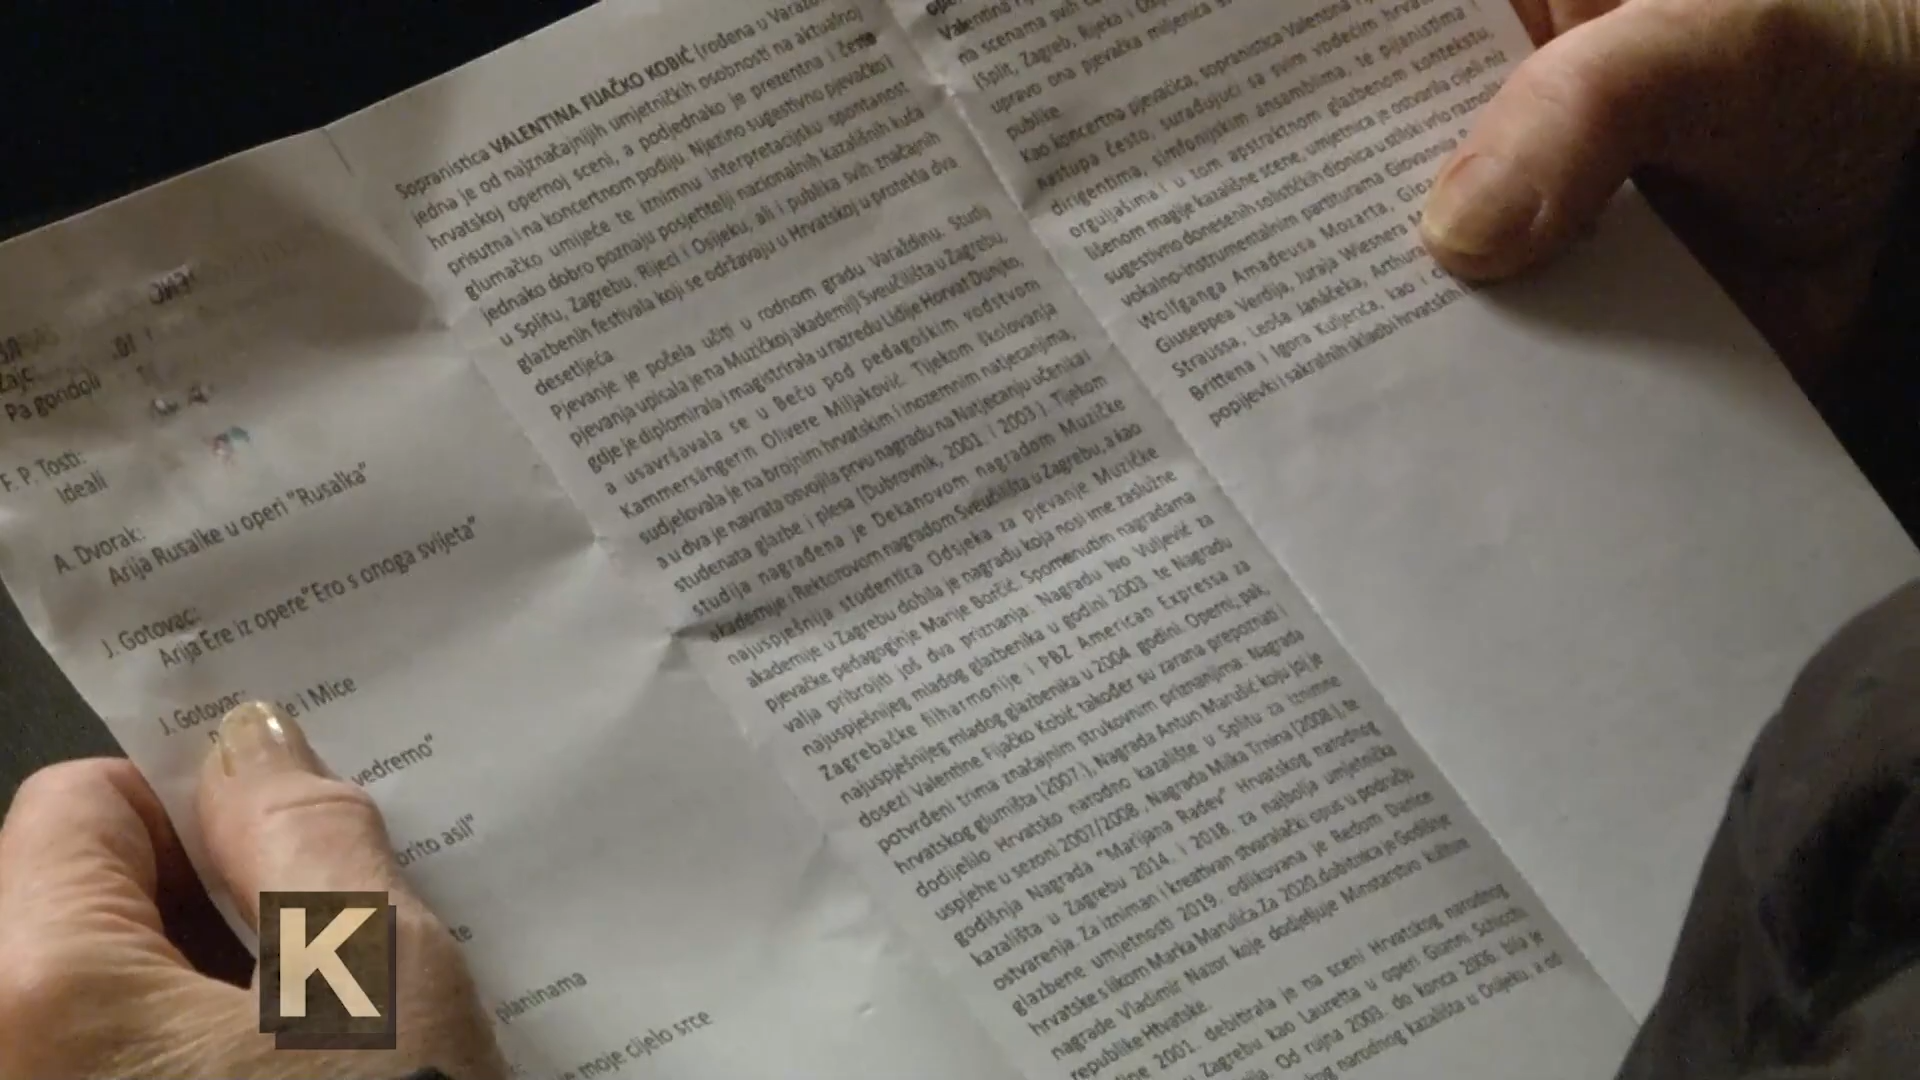 Zajc
Pa gondoli
F. P. Tosti:
Ideali
A. Dvorak:
Arija Rusalke u operi "Rusalka"
J. Gotovac:
Arija Ere iz opere"Ero s onoga svijeta"
J. Gotovac:
le i Mice
vedremo"
orito asil"
te
planinama
moje cijelo srce
Sopranistica VALENTINA FIJAČKO KOBIĆ (rođena u Varaždi
jedna je od najznačajnijih umjetničkih osobnosti na aktualnoj
hrvatskoj opernoj sceni, a podjednako je prezentna i često
prisutna i na koncertnom podiju. Njezino sugestivno pjevačko i
glumačko umijeće te iznimnu interpretacijsku spontanost
jednako dobro poznaju posjetitelji nacionalnih kazališnih kuća
u Splitu, Zagrebu, Rijeci i Osijeku, ali i publika svih značajnih
glazbenih festivala koji se održavaju u Hrvatskoj u protekla dva
desetljeća.
Pjevanje je počela učiti u rodnom gradu Varaždinu. Studij
pjevanja upisala je na Muzičkoj akademiji Sveučilišta u Zagrebu,
gdje je diplomirala i magistrirala u razredu Lidije Horvat Dunjko,
a usavršavala se u Beču pod pedagoškim vodstvom
Kammersängerin Olivere Miljaković. Tijekom školovanja
sudjelovala je na brojnim hrvatskim i inozemnim natjecanjima,
a u dva je navrata osvojila prvu nagradu na Natjecanju učenika i
studenata glazbe i plesa (Dubrovnik, 2001. i 2003.). Tijekom
studija nagrađena je Dekanovom nagradom Muzičke
akademije i Rektorovom nagradom Sveučilišta u Zagrebu, a kao
najuspješnija studentica Odsjeka za pjevanje Muzičke
akademije u Zagrebu dobila je nagradu koja nosi ime zaslužne
pjevačke pedagoginje Marije Borčić. Spomenutim nagradama
valja pribrojiti još dva priznanja: Nagradu Ivo Vuljević za
najuspješnijeg mladog glazbenika u godini 2003. te Nagradu
Zagrebačke filharmonije i PBZ American Expressa za
najuspješnijeg mladog glazbenika u 2004. godini. Operni, pak,
dosezi Valentine Fijačko Kobić također su zarana prepoznati i
potvrđeni trima značajnim strukovnim priznanjima: Nagrada
hrvatskog glumišta (2007.), Nagrada Antun Marušić koju joj je
dodijelilo Hrvatsko narodno kazalište u Splitu za iznimne
uspjehe u sezoni 2007/2008., Nagrada Milka Trnina (2008.), te
godišnja Nagrada "Marijana Radev" Hrvatskog narodnog
kazališta u Zagrebu 2014. i 2018. za najbolja umjetnička
ostvarenja. Za izniman i kreativan stvaralački opus u području
glazbene umjetnosti 2019. odlikovana je Redom Danice
hrvatske s likom Marka Marulića. Za 2020. dobitnica je Godišnje
nagrade Vladimir Nazor koje dodjeljuje Ministarstvo kulture
republike Hrvatske.
ine 2001. debitirala je na sceni Hrvatskog narodnog
u Zagrebu kao Lauretta u operi Gianni Schicchi
Od rujna 2003. do konca 2006. bila je
narodnog kazališta u Osijeku, a od
Valentina
na scenama svih
(Split, Zagreb, Rijeka i Osij
upravo ona pjevačka miljenica
publike.
Kao koncertna pjevačica, sopranistica Valentina
nastupa često, surađujući sa svim vodećim hrva
dirigentima, simfonijskim ansamblima, te pijanistima i
orguljašima i u tom apstraktnom glazbenom kontekstu,
lišenom magije kazališne scene, umjetnica je ostvarila cijeli niz
sugestivno donesenih solističkih dionica u stilski vrlo raznoli
vokalno-instrumentalnim partiturama Giovannija
Wolfganga Amadeusa Mozarta, Gioa
Giuseppea Verdija, Juraja Wiesnera
Straussa, Leoša Janáčeka, Arthura
Brittena i Igora Kuljerića, kao i
popijevki i sakralnih skladbi hrvatskih
K